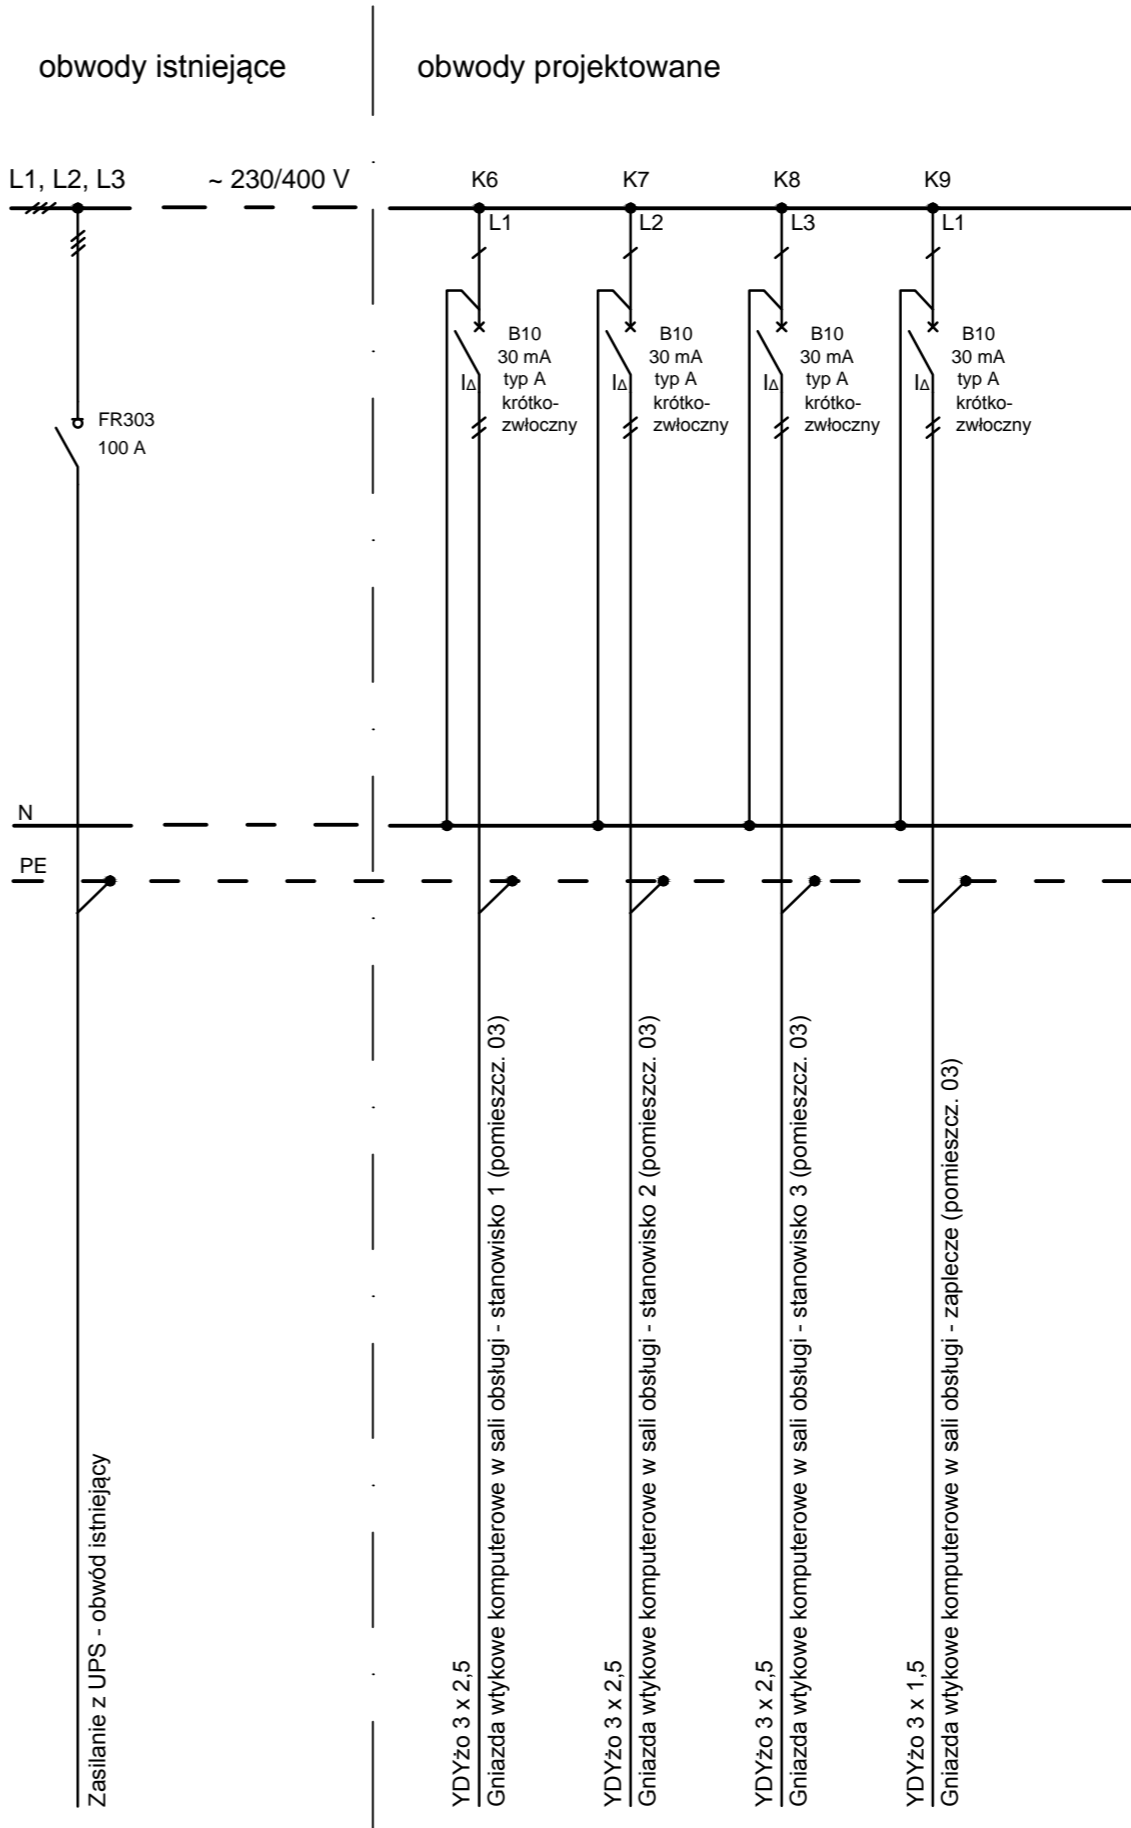 obwody istniejące
obwody projektowane
L1, L2, L3
~ 230/400 V
K6
K7
K8
K9
L1
L2
L3
L1
B10
30 mA
typ A
krótko-
zwłoczny
B10
30 mA
typ A
krótko-
zwłoczny
B10
30 mA
typ A
krótko-
zwłoczny
B10
30 mA
typ A
krótko-
zwłoczny
I∆
I∆
I∆
I∆
FR303
100 A
N
PE
Zasilanie z UPS - obwód istniejący
YDYżo 3 x 2,5
Gniazda wtykowe komputerowe w sali obsługi - stanowisko 1 (pomieszcz. 03)
YDYżo 3 x 2,5
Gniazda wtykowe komputerowe w sali obsługi - stanowisko 2 (pomieszcz. 03)
YDYżo 3 x 2,5
Gniazda wtykowe komputerowe w sali obsługi - stanowisko 3 (pomieszcz. 03)
YDYżo 3 x 1,5
Gniazda wtykowe komputerowe w sali obsługi - zaplecze (pomieszcz. 03)